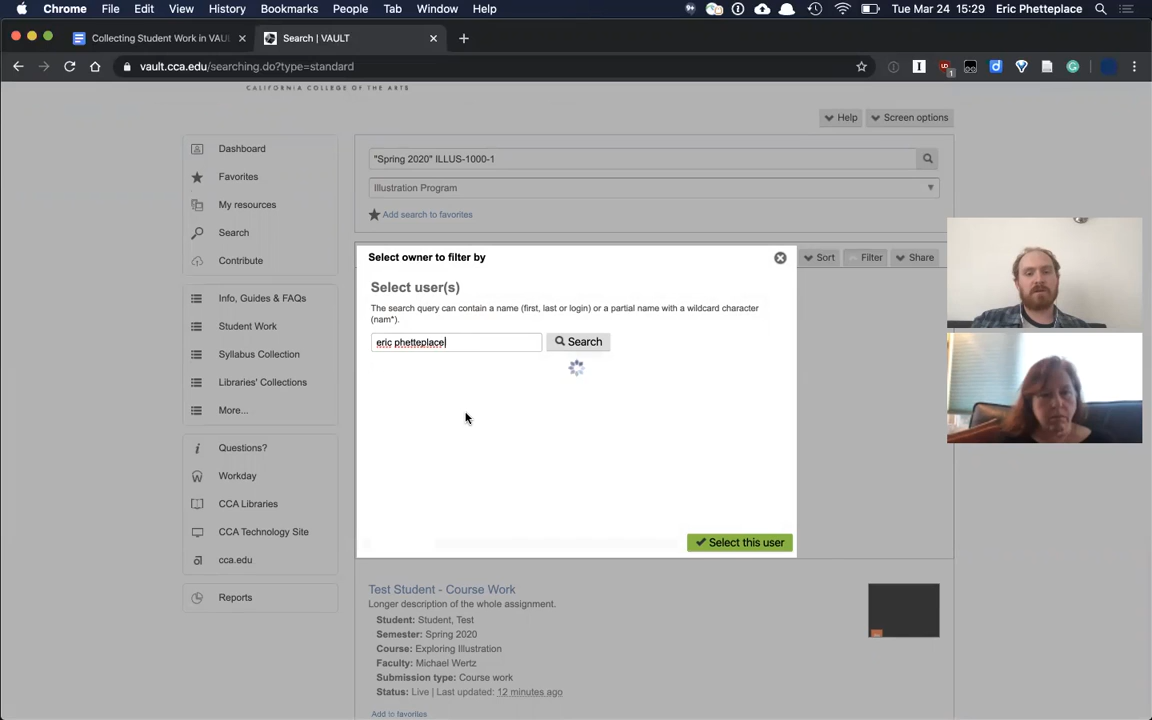 Chrome File Edit View History Bookmarks People Tab Window Help Tue Mar 24 15:29 Eric Phetteplace
Collecting Student Work in VAU
Search | VAULT
vault.cca.edu/searching.do?type=standard
CALIFORNIA COLLEGE OF THE ARTS
Help
Screen options
Dashboard
Favorites
My resources
Search
Contribute
Info, Guides & FAQs
Student Work
Syllabus Collection
Libraries' Collections
More...
Questions?
Workday
CCA Libraries
CCA Technology Site
cca.edu
Reports
"Spring 2020" ILLUS-1000-1
Illustration Program
Add search to favorites
Sort
Filter
Share
Select owner to filter by
Select user(s)
The search query can contain a name (first, last or login) or a partial name with a wildcard character
(nam*).
eric phetteplace
Search
Select this user
Test Student - Course Work
Longer description of the whole assignment.
Student: Student, Test
Semester: Spring 2020
Course: Exploring Illustration
Faculty: Michael Wertz
Submission type: Course work
Status: Live | Last updated: 12 minutes ago
Add to favorites